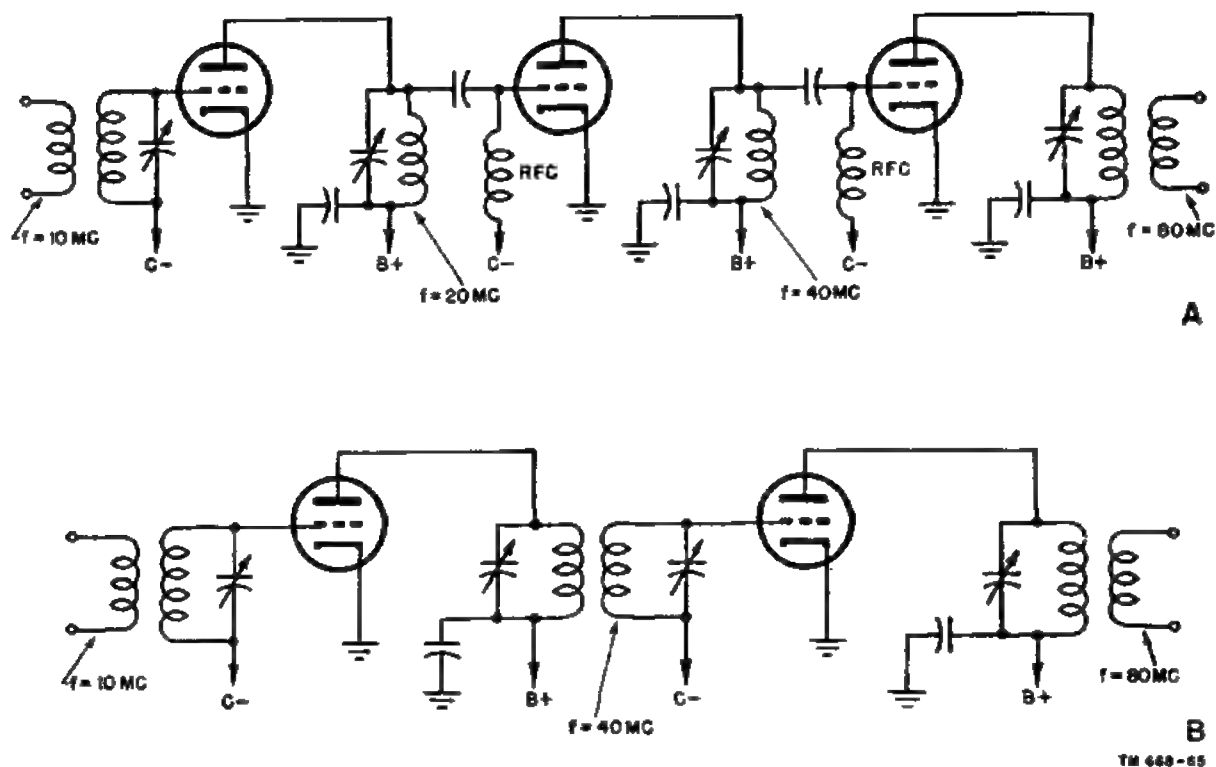 RFC
RFC
f = 10 MC
C-
B+
C-
B+
C-
B+
f = 80 MC
f = 20 MC
f = 40 MC
A
f = 10 MC
C-
B+
C-
B+
f = 80 MC
f = 40 MC
B
TM 668-65